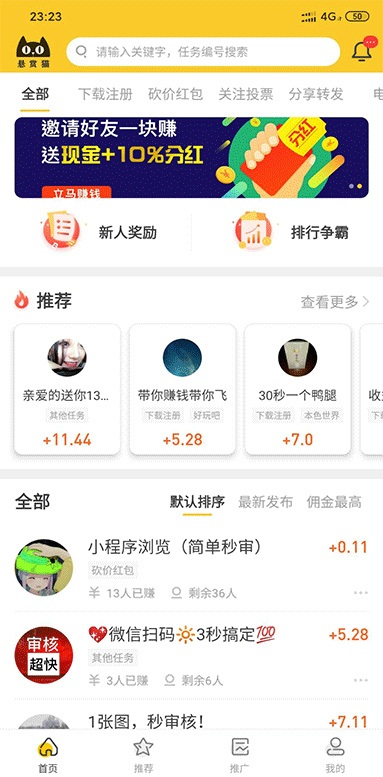 23:23
4G
50
悬赏猫
请输入关键字，任务编号搜索
全部 下载注册 砍价红包 关注投票 分享转发
邀请好友一块赚
送现金+10%分红
立马赚钱
分红
新人奖励 排行争霸
推荐 查看更多
亲爱的送你13... 带你赚钱带你飞 30秒一个鸭腿
其他任务 下载注册 好玩吧 下载注册 本色世界
+11.44 +5.28 +7.0
全部 默认排序 最新发布 佣金最高
小程序浏览（简单秒审） +0.11
砍价红包
13人已赚 剩余36人
审核
超快
💖微信扫码🔆3秒搞定💯 +5.28
其他任务
3人已赚 剩余6人
1张图，秒审核！ +7.11
首页 推荐 推广 我的